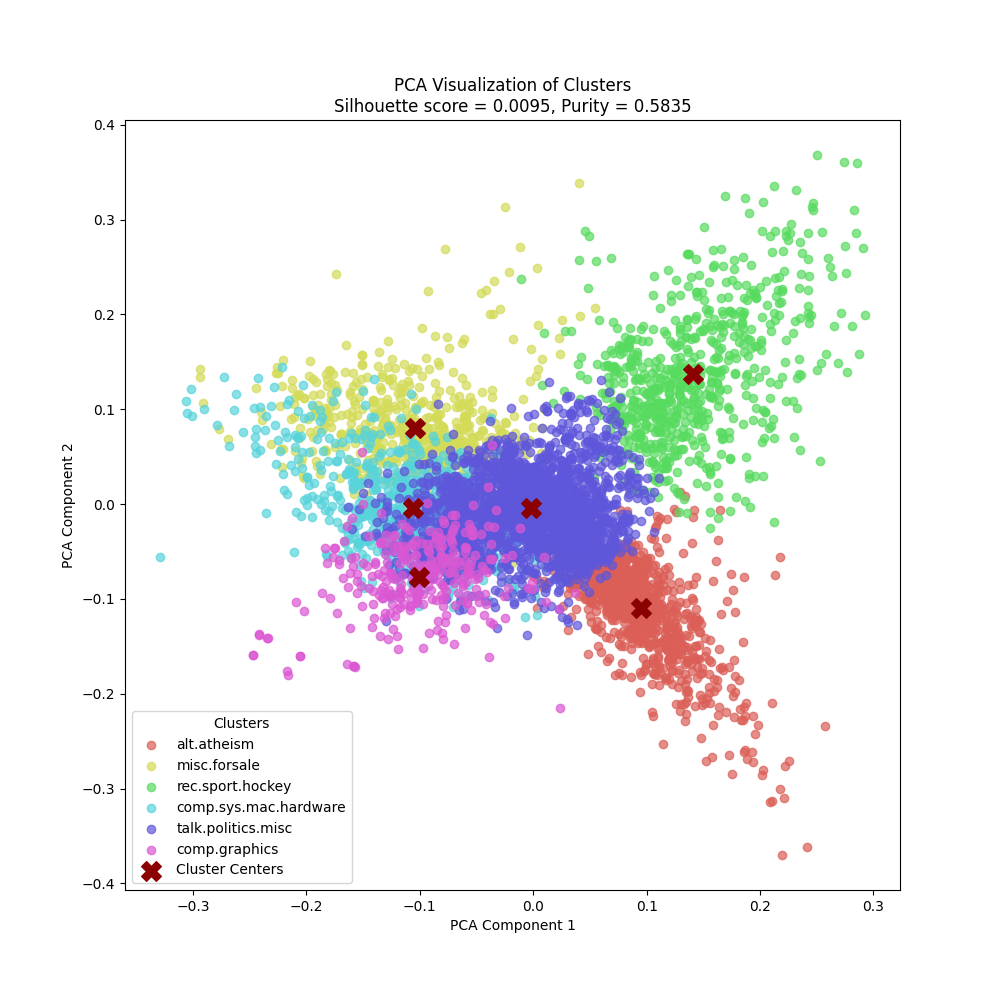 PCA Visualization of Clusters
Silhouette score = 0.0095, Purity = 0.5835
0.4
0.3
0.2
0.1
0.0
−0.1
−0.2
−0.3
−0.4
PCA Component 2
Clusters
alt.atheism
misc.forsale
rec.sport.hockey
comp.sys.mac.hardware
talk.politics.misc
comp.graphics
Cluster Centers
−0.3 −0.2 −0.1 0.0 0.1 0.2 0.3
PCA Component 1